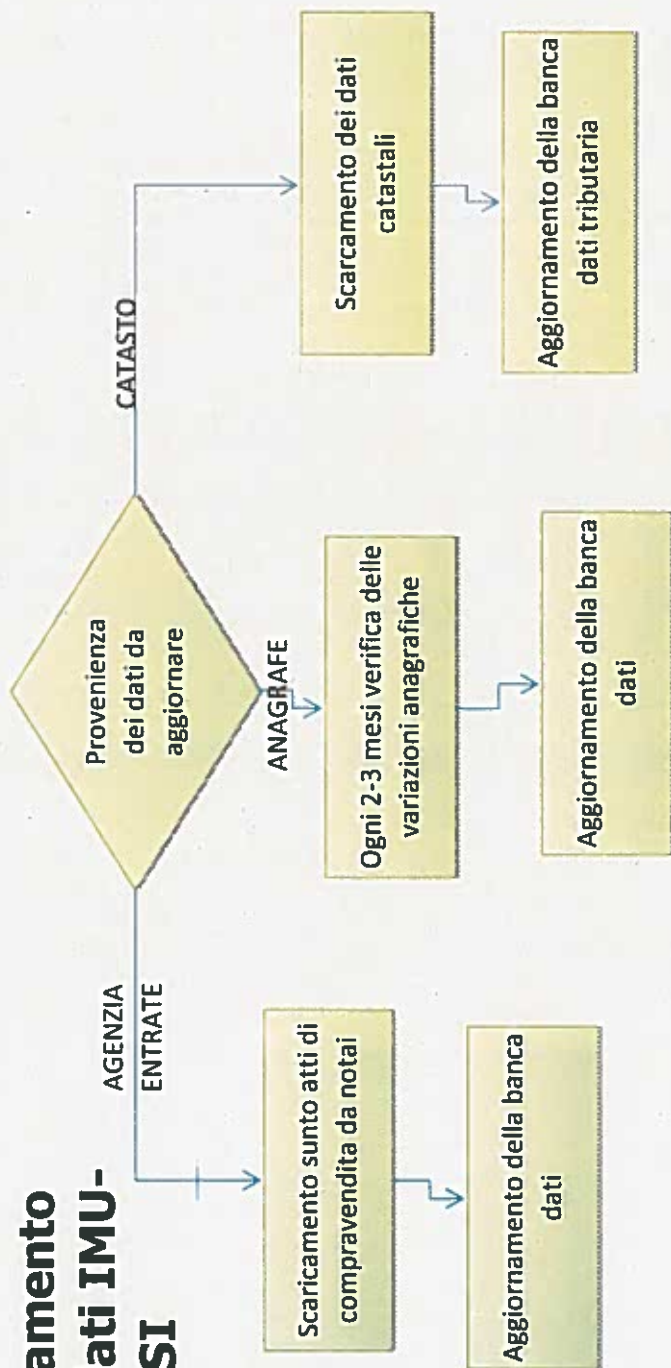 amento
ati IMU-
SI
Provenienza
dei dati da
aggiornare
AGENZIA
ENTRATE
ANAGRAFE
CATASTO
Scaricamento sunto atti di
compravendita da notai
Aggiornamento della banca
dati
Ogni 2-3 mesi verifica delle
variazioni anagrafiche
Aggiornamento della banca
dati
Scarcamento dei dati
catastali
Aggiornamento della banca
dati tributaria